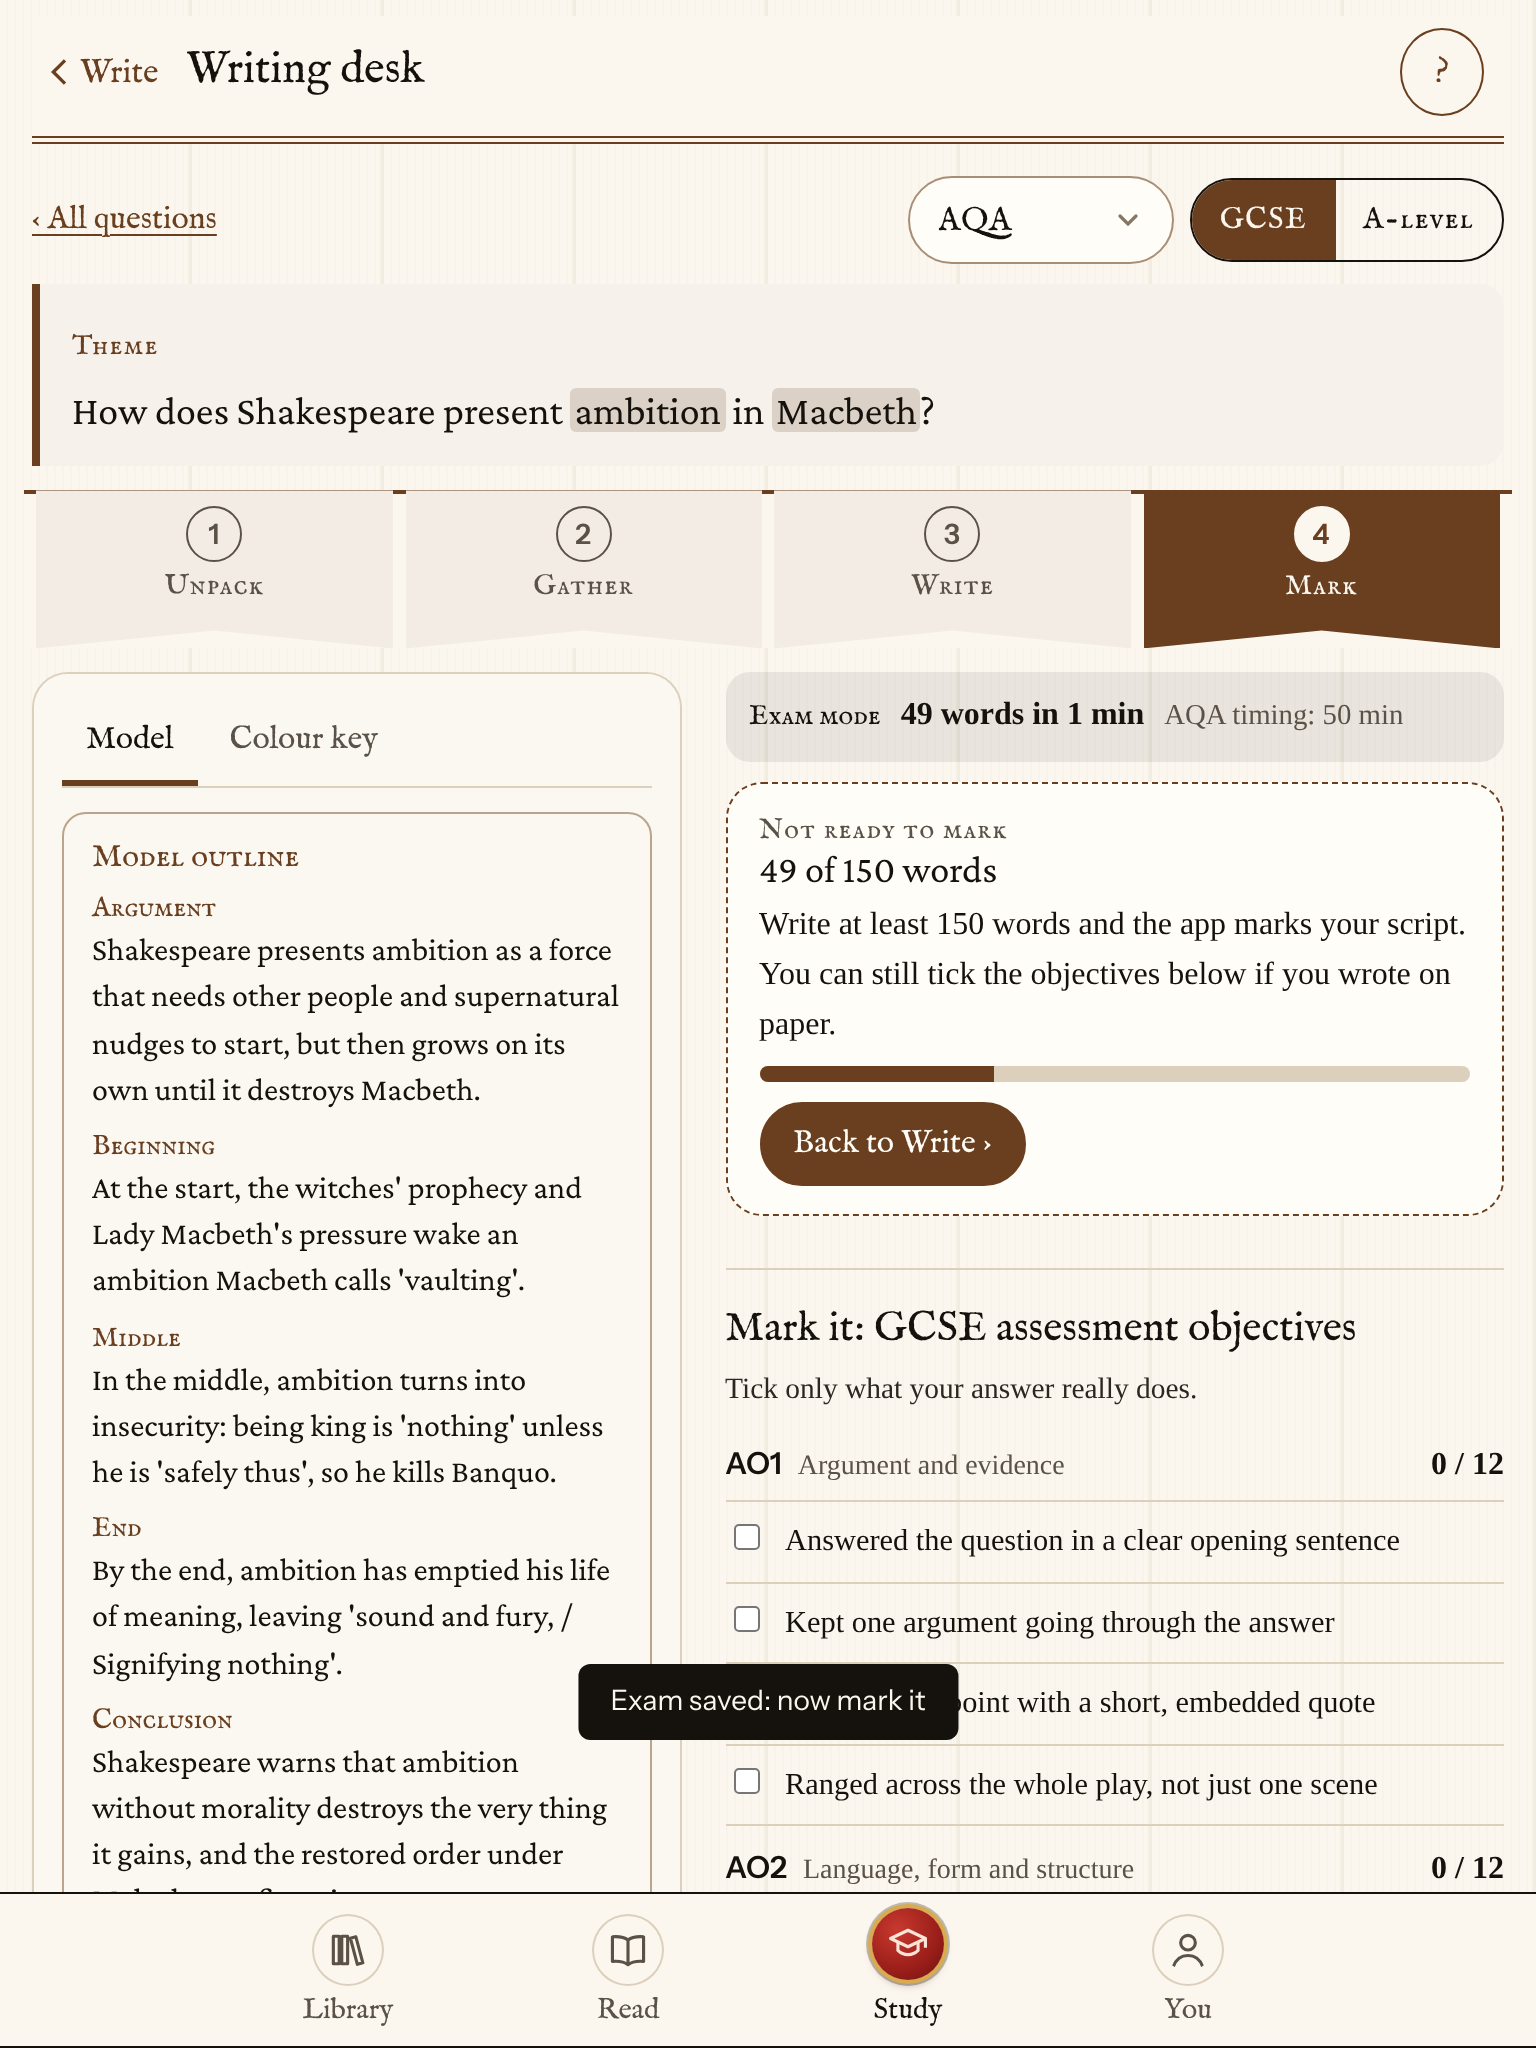 Write Writing desk ?
‹ All questions
AQA
GCSE A-LEVEL
THEME
How does Shakespeare present ambition in Macbeth?
1 UNPACK
2 GATHER
3 WRITE
4 MARK
Model Colour key
MODEL OUTLINE
ARGUMENT
Shakespeare presents ambition as a force
that needs other people and supernatural
nudges to start, but then grows on its
own until it destroys Macbeth.
BEGINNING
At the start, the witches' prophecy and
Lady Macbeth's pressure wake an
ambition Macbeth calls 'vaulting'.
MIDDLE
In the middle, ambition turns into
insecurity: being king is 'nothing' unless
he is 'safely thus', so he kills Banquo.
END
By the end, ambition has emptied his life
of meaning, leaving 'sound and fury, /
Signifying nothing'.
CONCLUSION
Shakespeare warns that ambition
without morality destroys the very thing
it gains, and the restored order under
EXAM MODE 49 words in 1 min AQA timing: 50 min
NOT READY TO MARK
49 of 150 words
Write at least 150 words and the app marks your script.
You can still tick the objectives below if you wrote on
paper.
Back to Write ›
Mark it: GCSE assessment objectives
Tick only what your answer really does.
AO1 Argument and evidence 0 / 12
Answered the question in a clear opening sentence
Kept one argument going through the answer
point with a short, embedded quote
Exam saved: now mark it
Ranged across the whole play, not just one scene
AO2 Language, form and structure 0 / 12
Library
Read
Study
You